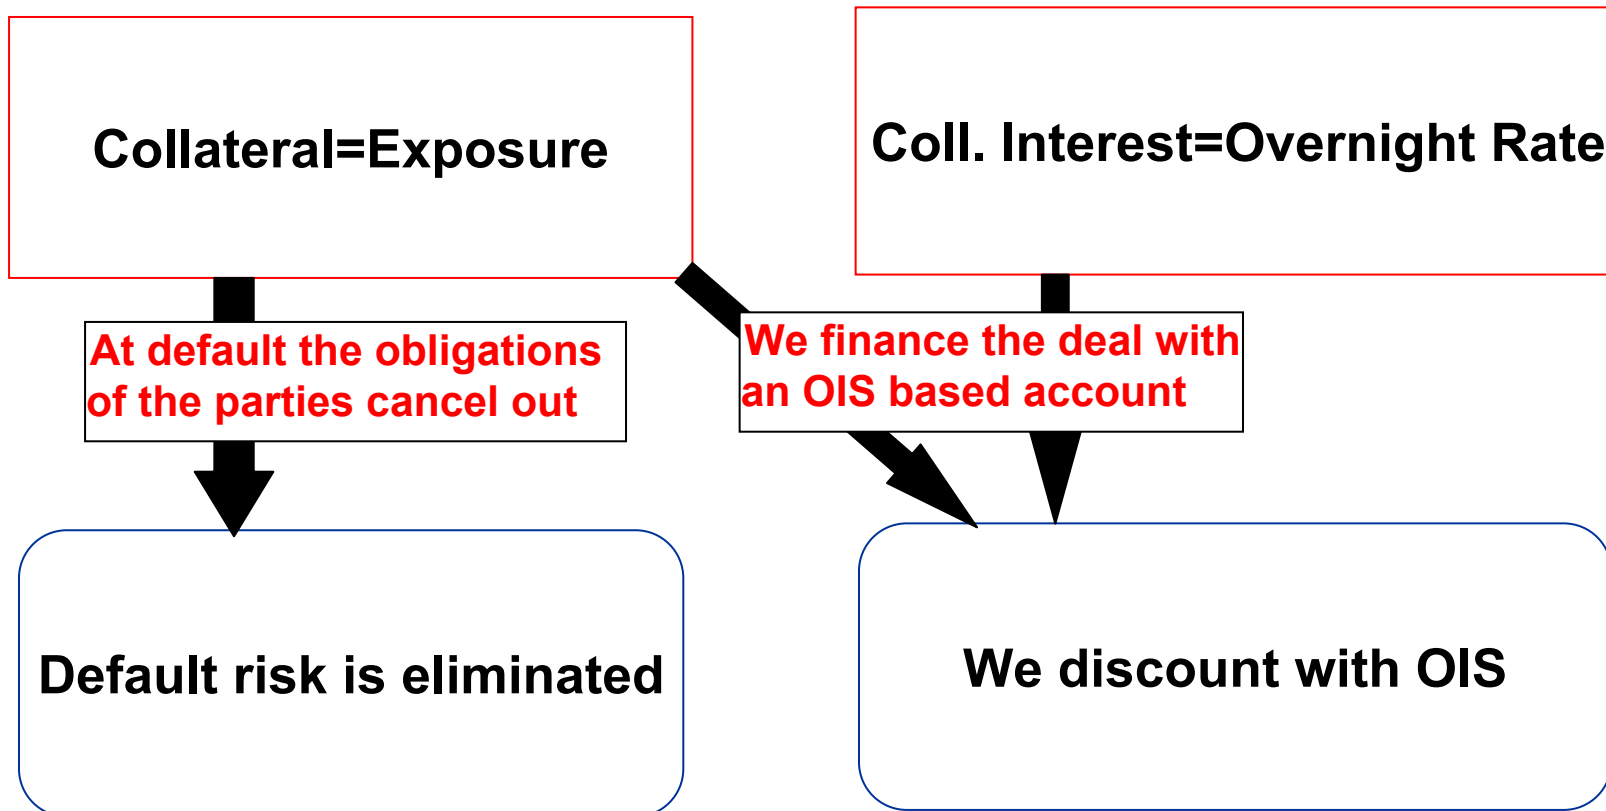 Collateral=Exposure
Coll. Interest=Overnight Rate
At default the obligations
of the parties cancel out
We finance the deal with
an OIS based account
Default risk is eliminated
We discount with OIS